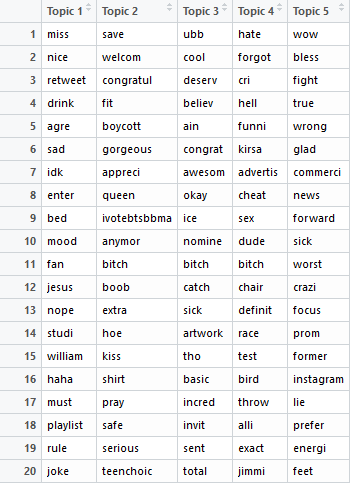 Topic 1 Topic 2 Topic 3 Topic 4 Topic 5
1 miss save ubb hate wow
2 nice welcom cool forgot bless
3 retweet congratul deserv cri fight
4 drink fit believ hell true
5 agre boycott ain funni wrong
6 sad gorgeous congrat kirsa glad
7 idk appreci awesom advertis commerci
8 enter queen okay cheat news
9 bed ivotebtsbbma ice sex forward
10 mood anymor nomine dude sick
11 fan bitch bitch bitch worst
12 jesus boob catch chair crazi
13 nope extra sick definit focus
14 studi hoe artwork race prom
15 william kiss tho test former
16 haha shirt basic bird instagram
17 must pray incred throw lie
18 playlist safe invit alli prefer
19 rule serious sent exact energi
20 joke teenchoic total jimmi feet